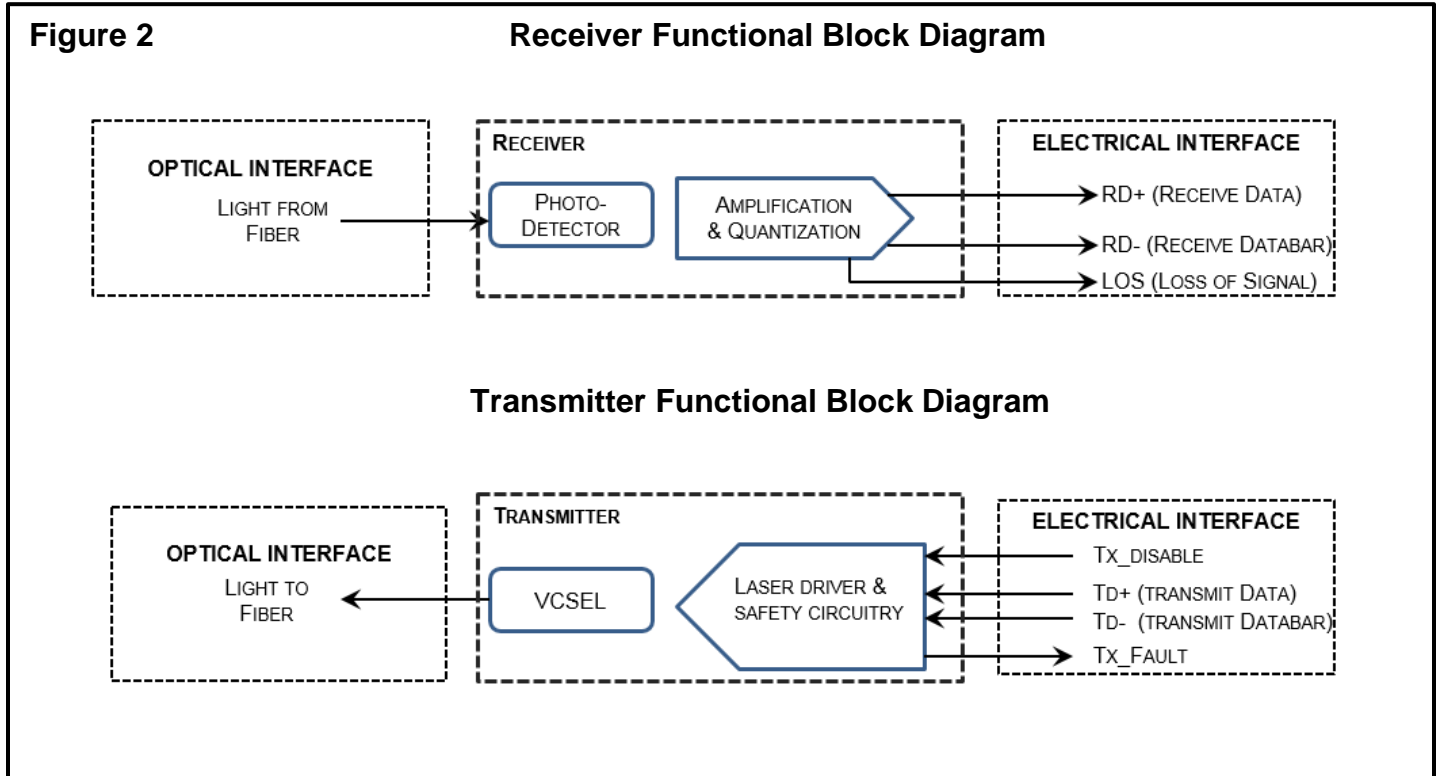 Figure 2
Receiver Functional Block Diagram
OPTICAL INTERFACE
LIGHT FROM
FIBER
RECEIVER
PHOTO-
DETECTOR
AMPLIFICATION
& QUANTIZATION
ELECTRICAL INTERFACE
RD+ (RECEIVE DATA)
RD- (RECEIVE DATABAR)
LOS (LOSS OF SIGNAL)
Transmitter Functional Block Diagram
OPTICAL INTERFACE
LIGHT TO
FIBER
TRANSMITTER
VCSEL
LASER DRIVER &
SAFETY CIRCUITRY
ELECTRICAL INTERFACE
TX_DISABLE
TD+ (TRANSMIT DATA)
TD- (TRANSMIT DATABAR)
TX_FAULT